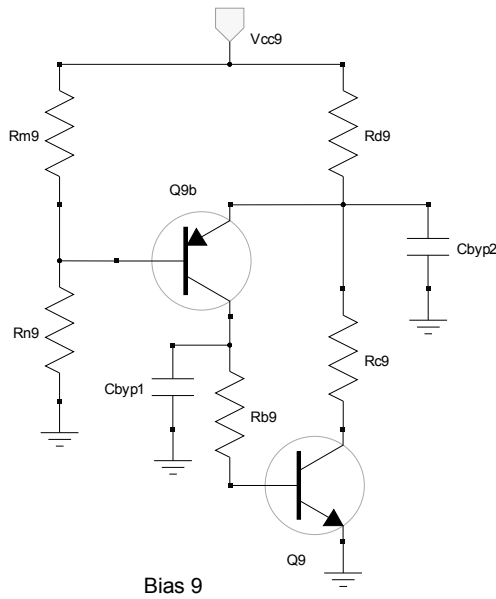 Vcc9
Rm9
Rd9
Q9b
Cbyp2
Rn9
Rc9
Cbyp1
Rb9
Q9
Bias 9